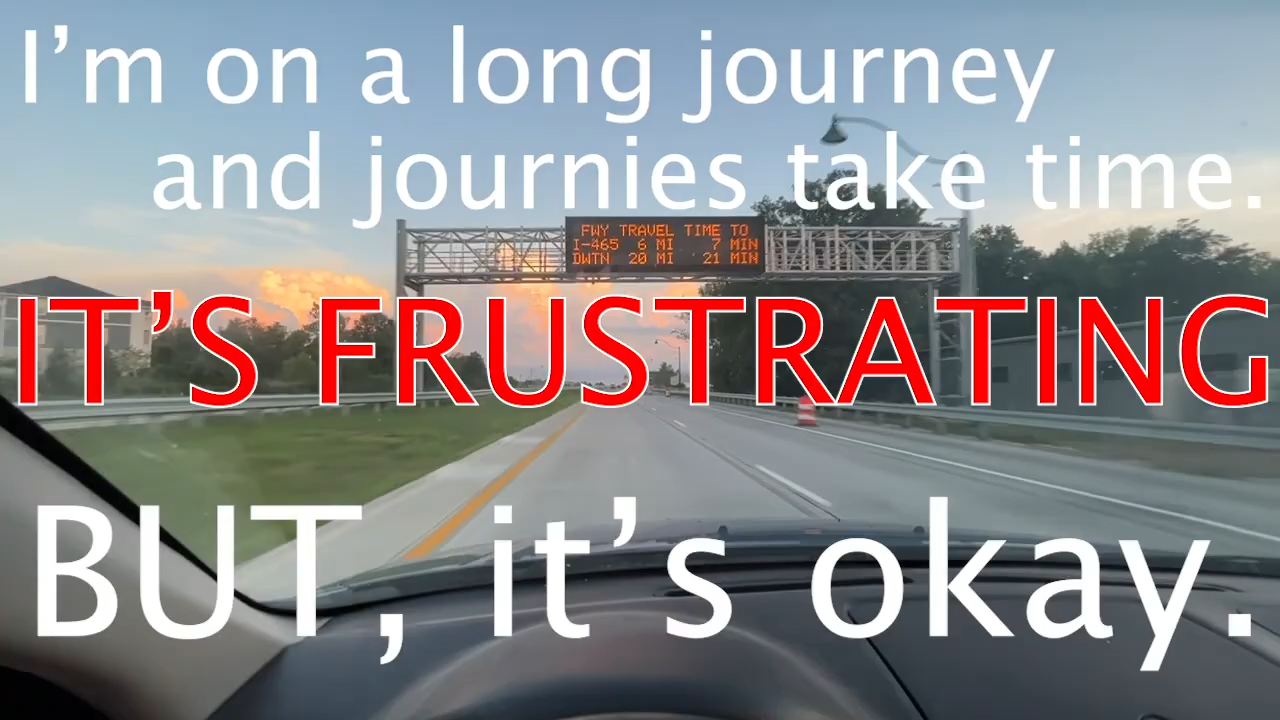 I’m on a long journey
and journies take time.
FWY TRAVEL TIME TO
I-465 6 MI 7 MIN
DWTN 20 MI 21 MIN
IT’S FRUSTRATING
BUT, it’s okay.